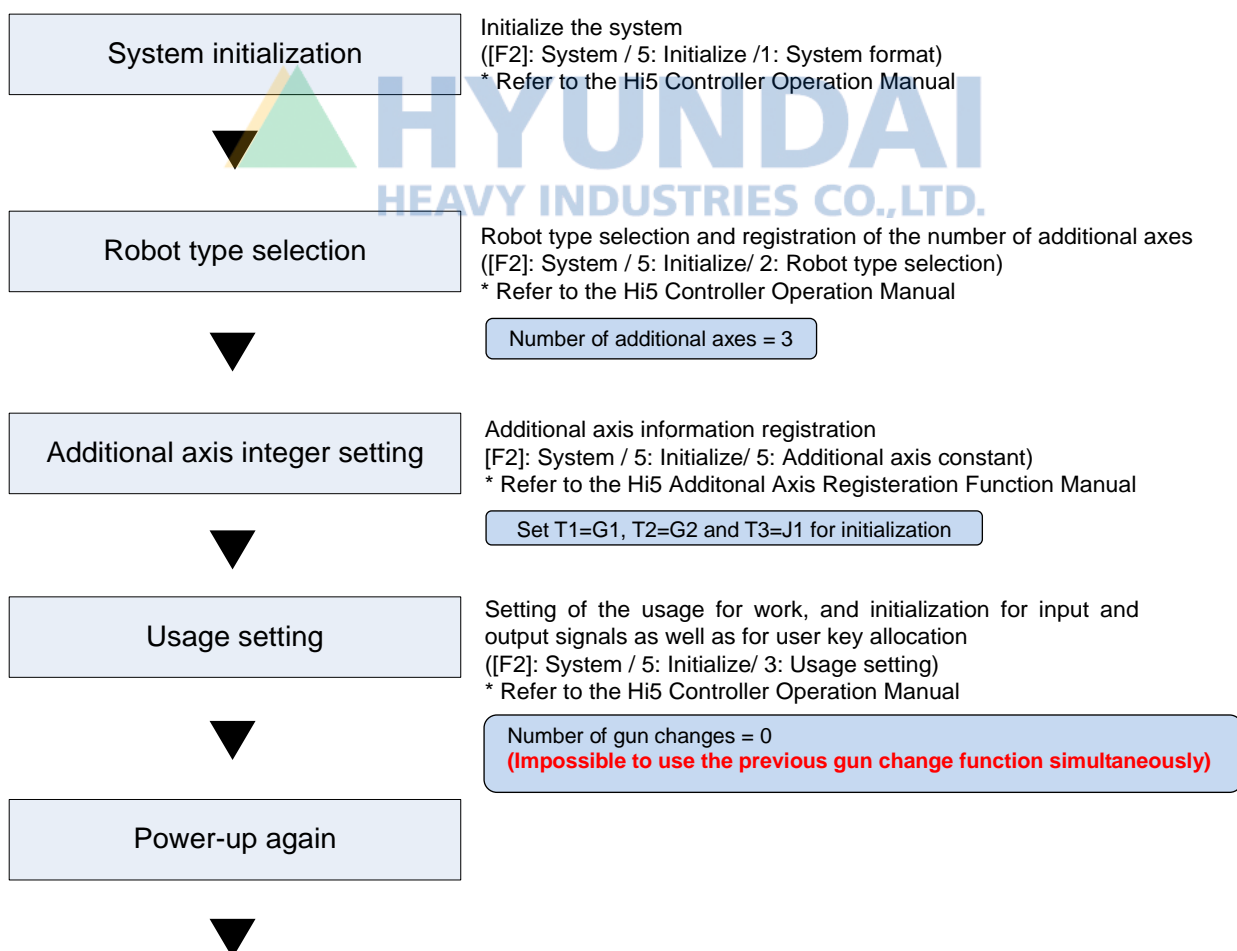 System initialization
Initialize the system
([F2]: System / 5: Initialize /1: System format)
* Refer to the Hi5 Controller Operation Manual
HYUNDAI
HEAVY INDUSTRIES CO.,LTD.
Robot type selection
Robot type selection and registration of the number of additional axes
([F2]: System / 5: Initialize/ 2: Robot type selection)
* Refer to the Hi5 Controller Operation Manual
Number of additional axes = 3
Additional axis integer setting
Additional axis information registration
[F2]: System / 5: Initialize/ 5: Additional axis constant)
* Refer to the Hi5 Additonal Axis Registeration Function Manual
Set T1=G1, T2=G2 and T3=J1 for initialization
Usage setting
Setting of the usage for work, and initialization for input and
output signals as well as for user key allocation
([F2]: System / 5: Initialize/ 3: Usage setting)
* Refer to the Hi5 Controller Operation Manual
Number of gun changes = 0
(Impossible to use the previous gun change function simultaneously)
Power-up again